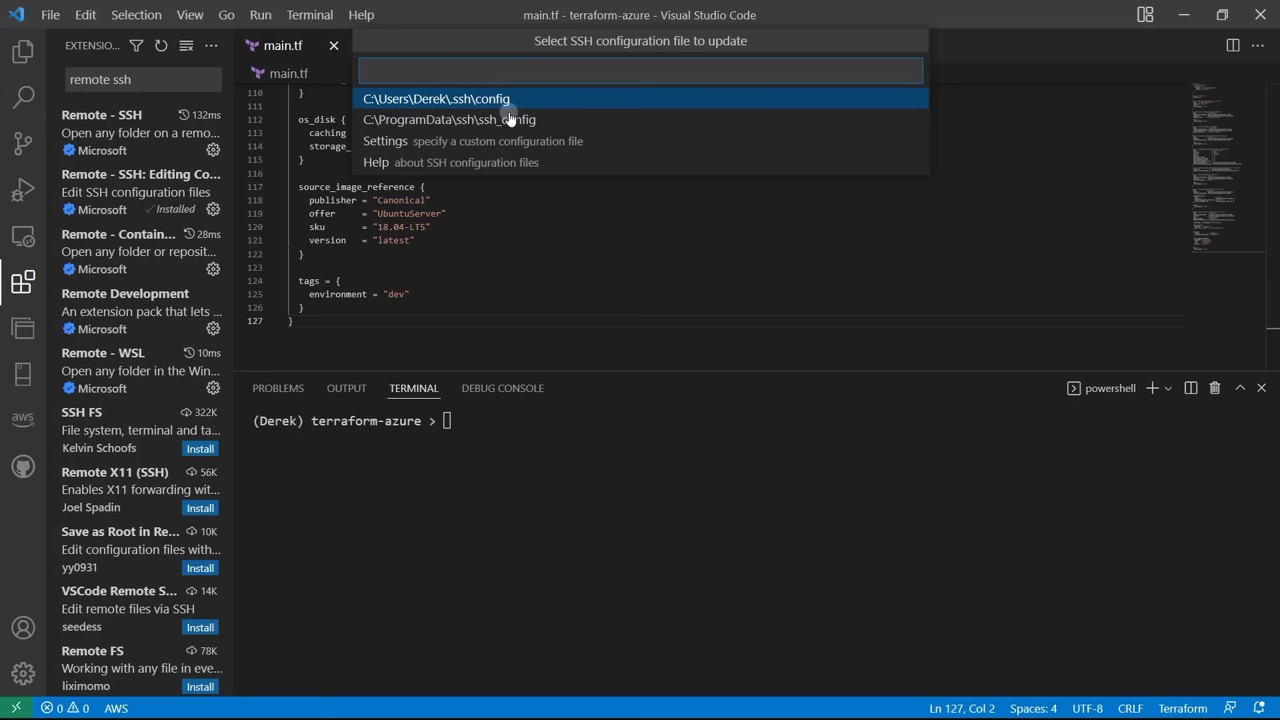 File Edit Selection View Go Run Terminal Help
main.tf - terraform-azure - Visual Studio Code
EXTENSIO...
remote ssh
Remote - SSH 132ms
Open any folder on a remo...
Microsoft
Remote - SSH: Editing Co...
Edit SSH configuration files
Microsoft Installed
Remote - Contain... 28ms
Open any folder or reposit...
Microsoft
Remote Development
An extension pack that lets ...
Microsoft
Remote - WSL 10ms
Open any folder in the Win...
Microsoft
SSH FS 322K
File system, terminal and ta...
Kelvin Schoofs Install
Remote X11 (SSH) 56K
Enables X11 forwarding wit...
Joel Spadin Install
Save as Root in Re... 10K
Edit configuration files with...
yy0931 Install
VSCode Remote S... 14K
Edit remote files via SSH
seedess Install
Remote FS 78K
Working with any file in eve...
liximomo Install
main.tf
main.tf
Select SSH configuration file to update
C:\Users\Derek\.ssh\config
C:\ProgramData\ssh\ssh_config
Settings specify a custom configuration file
Help about SSH configuration files
110 }
111
112 os_disk {
113 caching
114 storage_
115 }
116
117 source_image_reference {
118 publisher = "Canonical"
119 offer = "UbuntuServer"
120 sku = "18.04-LTS"
121 version = "latest"
122 }
123
124 tags = {
125 environment = "dev"
126 }
127 }
PROBLEMS OUTPUT TERMINAL DEBUG CONSOLE
powershell
(Derek) terraform-azure >
0 0 AWS
Ln 127, Col 2 Spaces: 4 UTF-8 CRLF Terraform